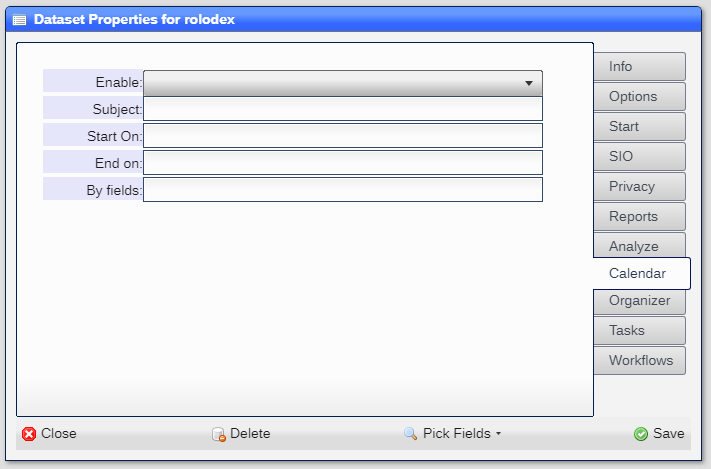 Dataset Properties for rolodex
Enable:
Subject:
Start On:
End on:
By fields:
Info
Options
Start
SIO
Privacy
Reports
Analyze
Calendar
Organizer
Tasks
Workflows
Close Delete Pick Fields Save